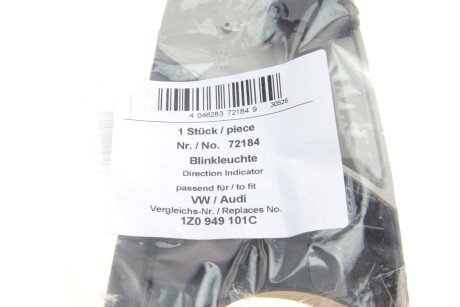 4 046283 72184 9
30526
1 Stück / piece
Nr. / No. 72184
Blinkleuchte
Direction Indicator
passend für / to fit
VW / Audi
Vergleichs-Nr. / Replaces No.
1Z0 949 101C